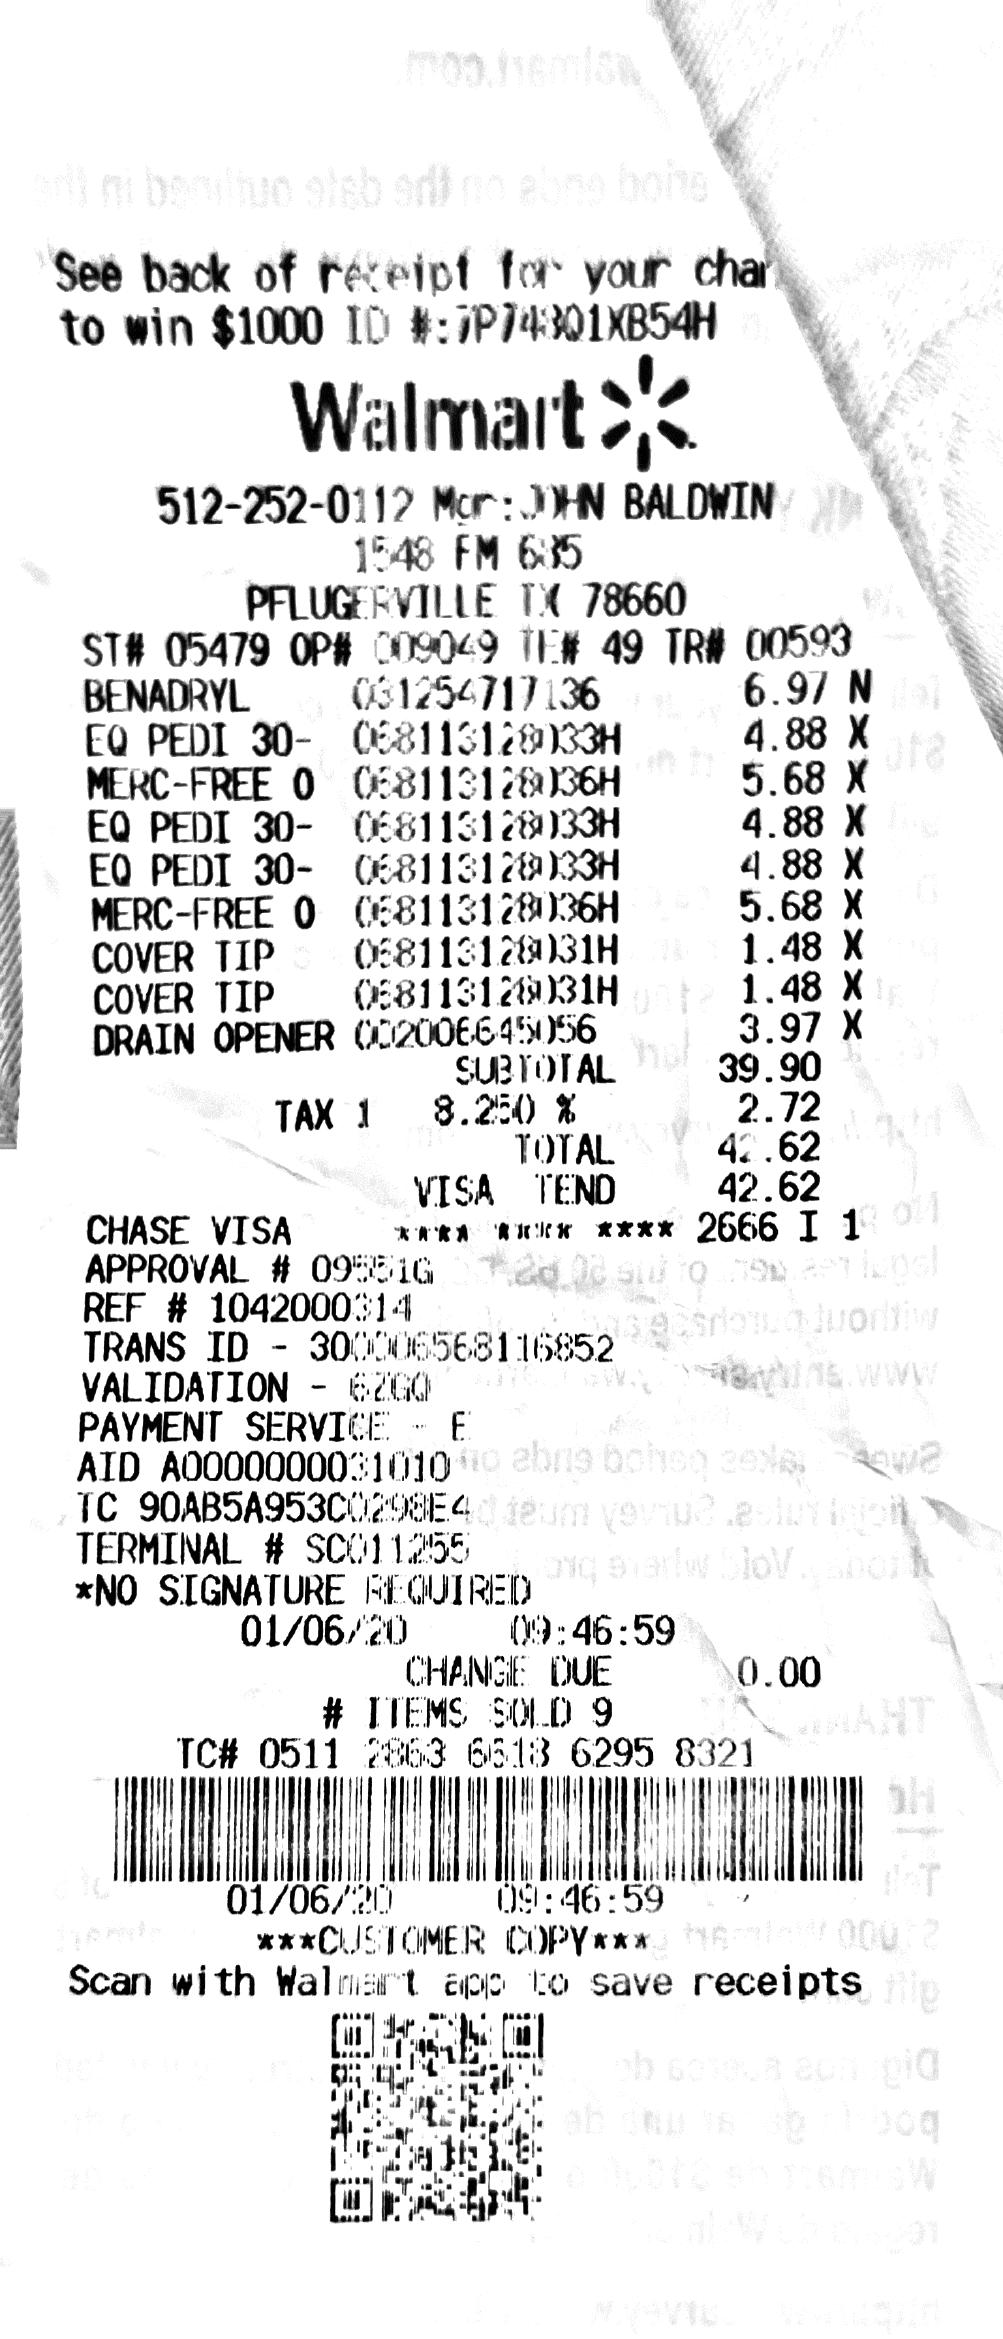 See back of receipt for your chan
to win $1000 ID #:7P7438Q1XB54H
Walmart
512-252-0112 Mgr:JOHN BALDWIN
1548 FM 685
PFLUGERVILLE TX 78660
ST# 05479 OP# 009049 TE# 49 TR# 00593
BENADRYL 031254717136 6.97 N
EQ PEDI 30- 068113128033H 4.88 X
MERC-FREE O 068113128036H 5.68 X
EQ PEDI 30- 068113128033H 4.88 X
EQ PEDI 30- 068113128033H 4.88 X
MERC-FREE O 068113128036H 5.68 X
COVER TIP 068113128031H 1.48 X
COVER TIP 068113128031H 1.48 X
DRAIN OPENER 002006645056 3.97 X
SUBTOTAL 39.90
TAX 1 8.250 % 2.72
TOTAL 42.62
VISA TEND 42.62
CHASE VISA **** **** **** 2666 I 1
APPROVAL # 09551G
REF # 1042000314
TRANS ID - 300006568116852
VALIDATION -
PAYMENT SERVICE - E
AID A0000000031010
TC 90AB5A953C0298E4
TERMINAL # SC011255
*NO SIGNATURE REQUIRED
01/06/20 09:46:59
CHANGE DUE 0.00
# ITEMS SOLD 9
TC# 0511 2863 6618 6295 8321
01/06/20 09:46:59
***CUSTOMER COPY***
Scan with Walmart app to save receipts